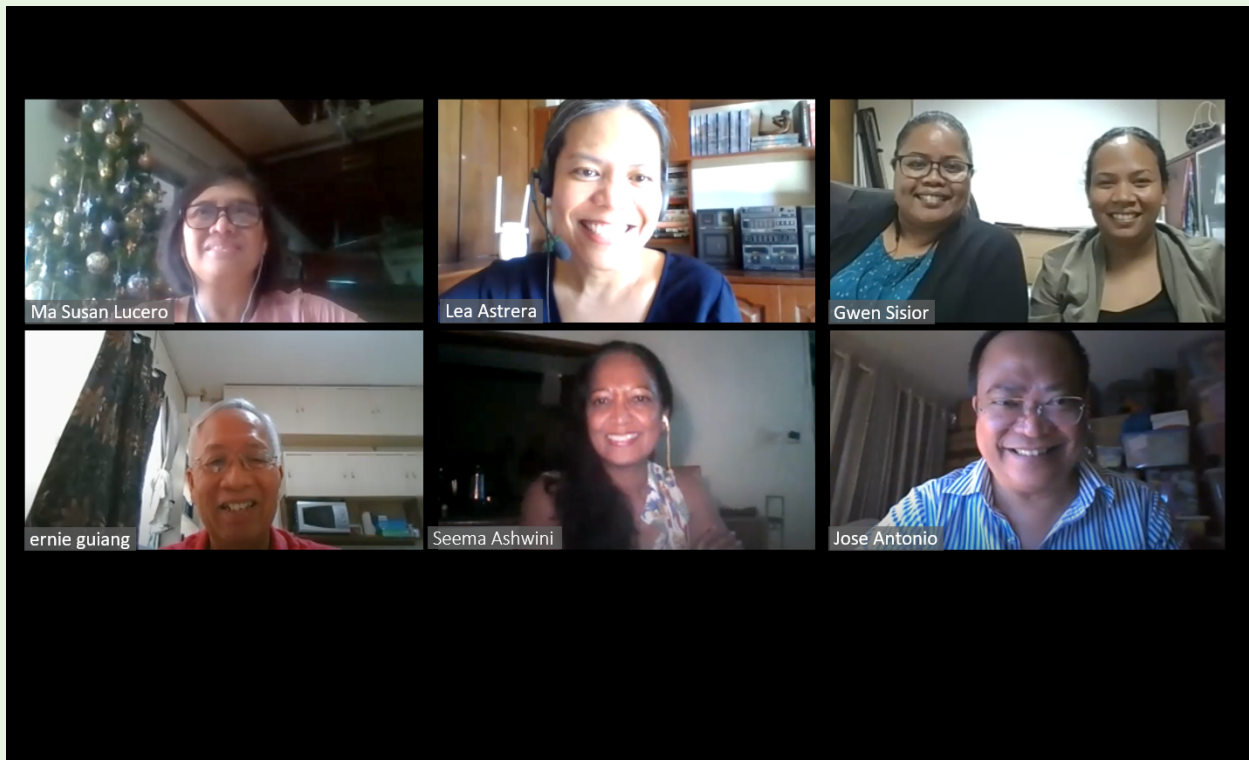 Ma Susan Lucero
Lea Astrera
Gwen Sisior
ernie guiang
Seema Ashwini
Jose Antonio